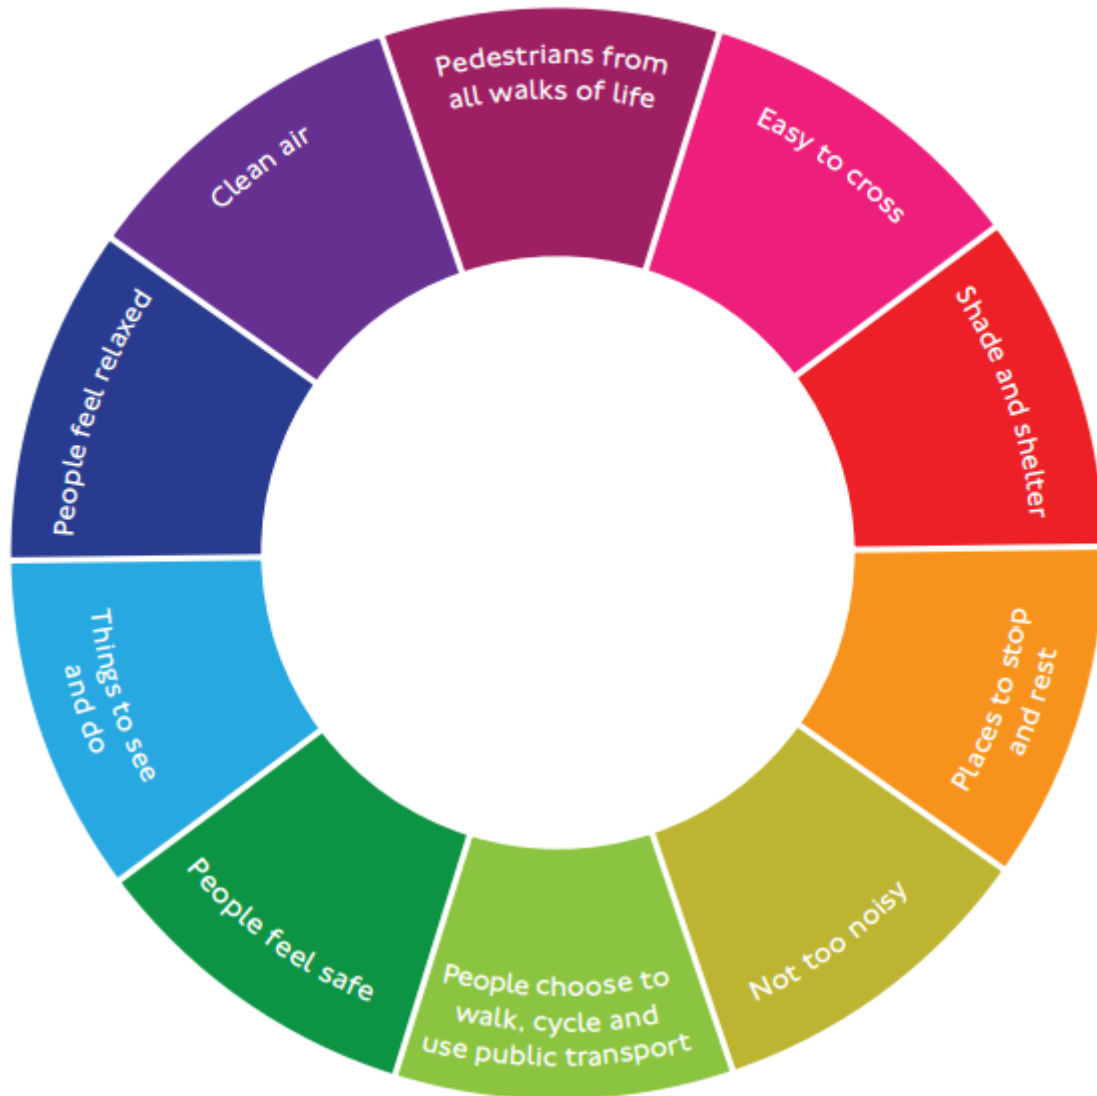 Pedestrians from
all walks of life
Easy to cross
Shade and shelter
Places to stop
and rest
Not too noisy
People choose to
walk, cycle and
use public transport
People feel safe
Things to see
and do
People feel relaxed
Clean air